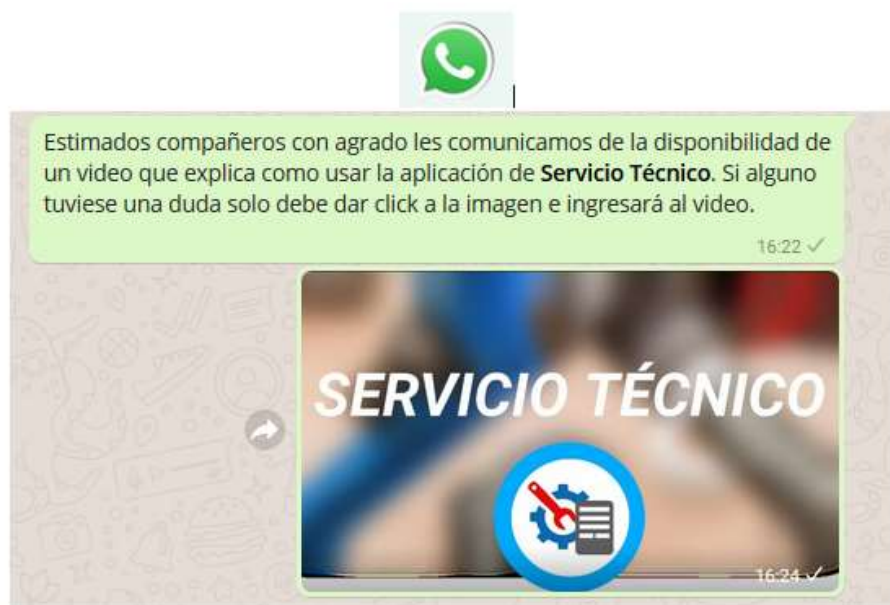 Estimados compañeros con agrado les comunicamos de la disponibilidad de
un video que explica como usar la aplicación de Servicio Técnico. Si alguno
tuviese una duda solo debe dar click a la imagen e ingresará al video.
16:22
SERVICIO TÉCNICO
16:24